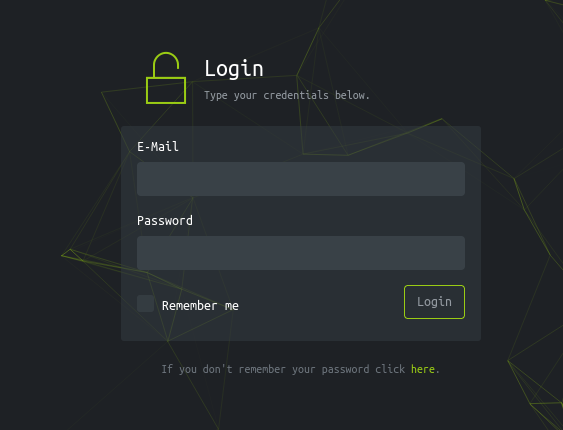 Login
Type your credentials below.
E-Mail
Password
Remember me
Login
If you don't remember your password click here.